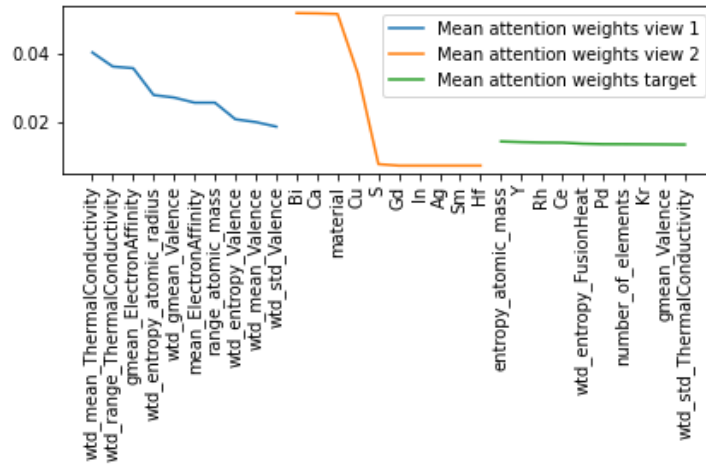 0.04
0.02
Mean attention weights view 1
Mean attention weights view 2
Mean attention weights target
wtd_mean_ThermalConductivity
wtd_range_ThermalConductivity
gmean_ElectronAffinity
wtd_entropy_atomic_radius
wtd_gmean_Valence
mean_ElectronAffinity
range_atomic_mass
wtd_entropy_Valence
wtd_mean_Valence
wtd_std_Valence
Bi
Ca
material
Cu
S
Gd
In
Ag
Sm
Hf
entropy_atomic_mass
Y
Rh
Ce
wtd_entropy_FusionHeat
Pd
number_of_elements
Kr
gmean_Valence
wtd_std_ThermalConductivity